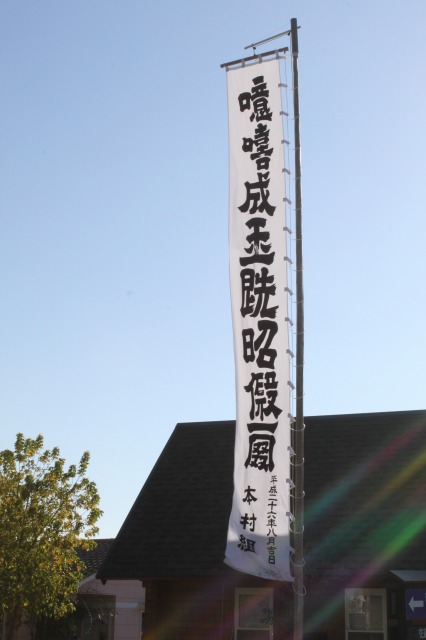 噫嘻成王既昭假爾
平成二十六年八月吉日
本村組